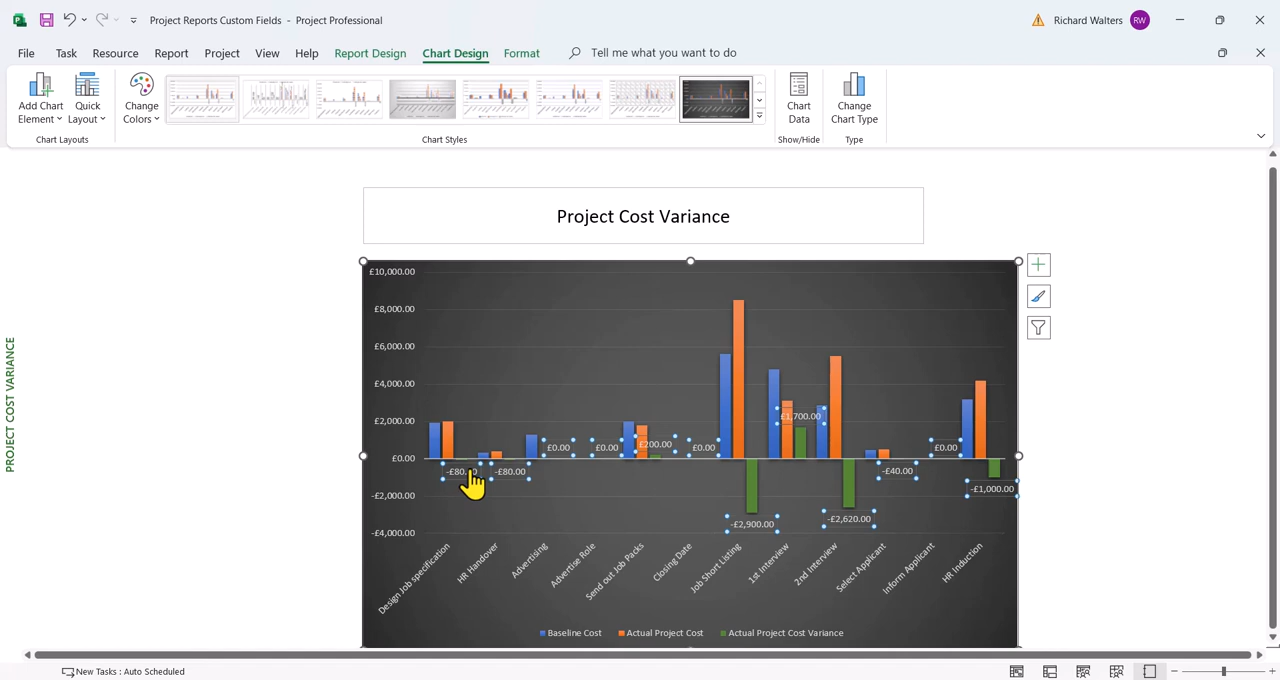 Project Reports Custom Fields - Project Professional
Richard Walters RW
File Task Resource Report Project View Help Report Design Chart Design Format Tell me what you want to do
Add Chart Element
Quick Layout
Change Colors
Chart Data
Change Chart Type
Chart Layouts Chart Styles Show/Hide Type
Project Cost Variance
PROJECT COST VARIANCE
£10,000.00
£8,000.00
£6,000.00
£4,000.00
£2,000.00
£0.00
-£2,000.00
-£4,000.00
£1,700.00
£0.00 £0.00 £200.00 £0.00 £0.00
-£80.00 -£40.00
-£1,000.00
-£2,900.00 -£2,620.00
Design Job specification
HR Handover
Advertising
Advertise Role
Send out Job Packs
Closing Date
Job Short Listing
1st Interview
2nd Interview
Select Applicant
Inform Applicant
HR Induction
Baseline Cost Actual Project Cost Actual Project Cost Variance
New Tasks : Auto Scheduled